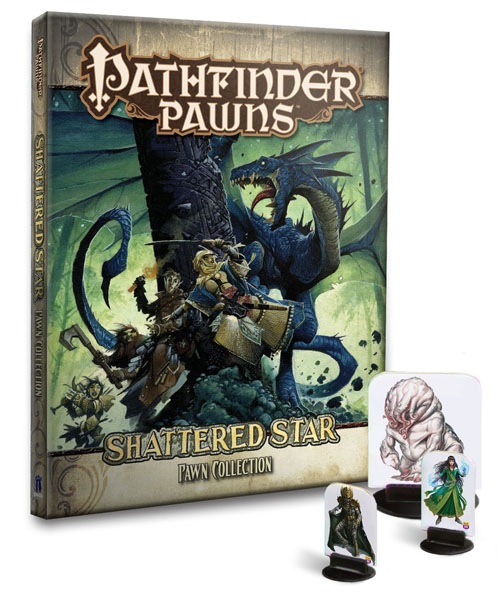 PATHFINDER
PAWNS
SHATTERED STAR
PAWN COLLECTION
SHATTERED STAR
PAWN COLLECTION